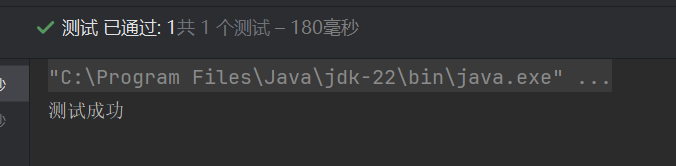 测试 已通过: 1共 1 个测试 – 180毫秒
"C:\Program Files\Java\jdk-22\bin\java.exe" ...
测试成功